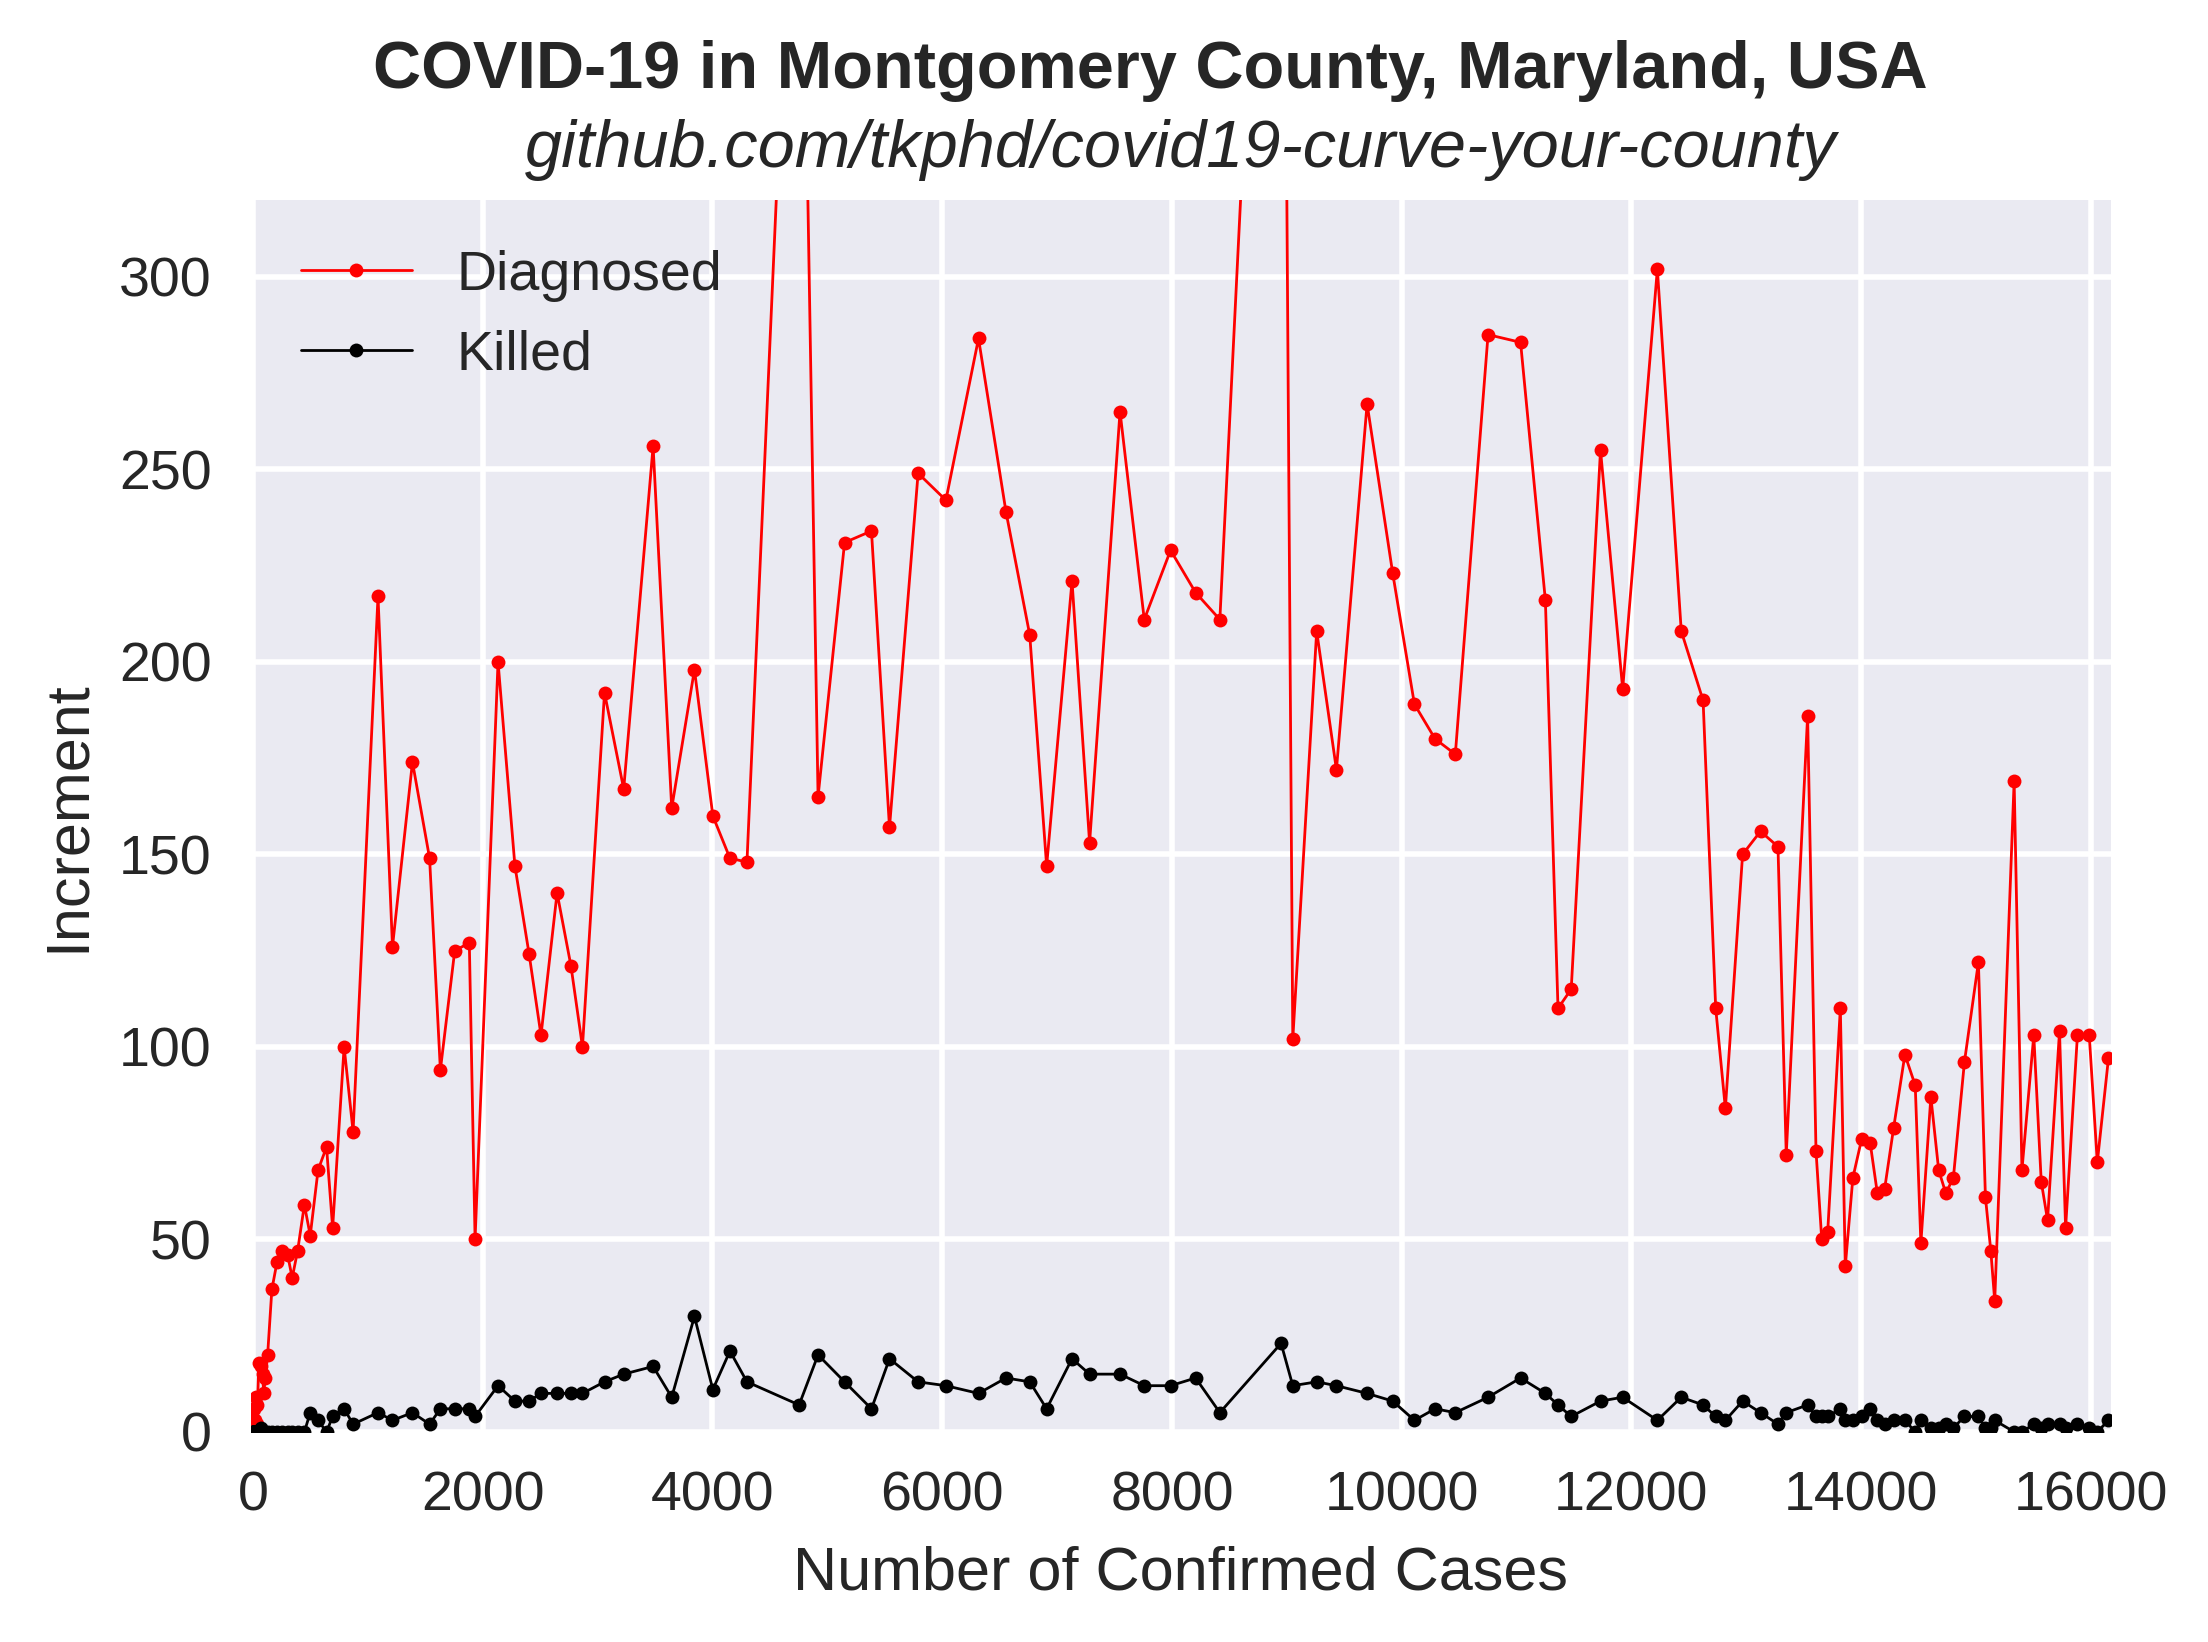 COVID-19 in Montgomery County, Maryland, USA
github.com/tkphd/covid19-curve-your-county
Diagnosed
Killed
300
250
200
150
100
50
0
Increment
0 2000 4000 6000 8000 10000 12000 14000 16000
Number of Confirmed Cases